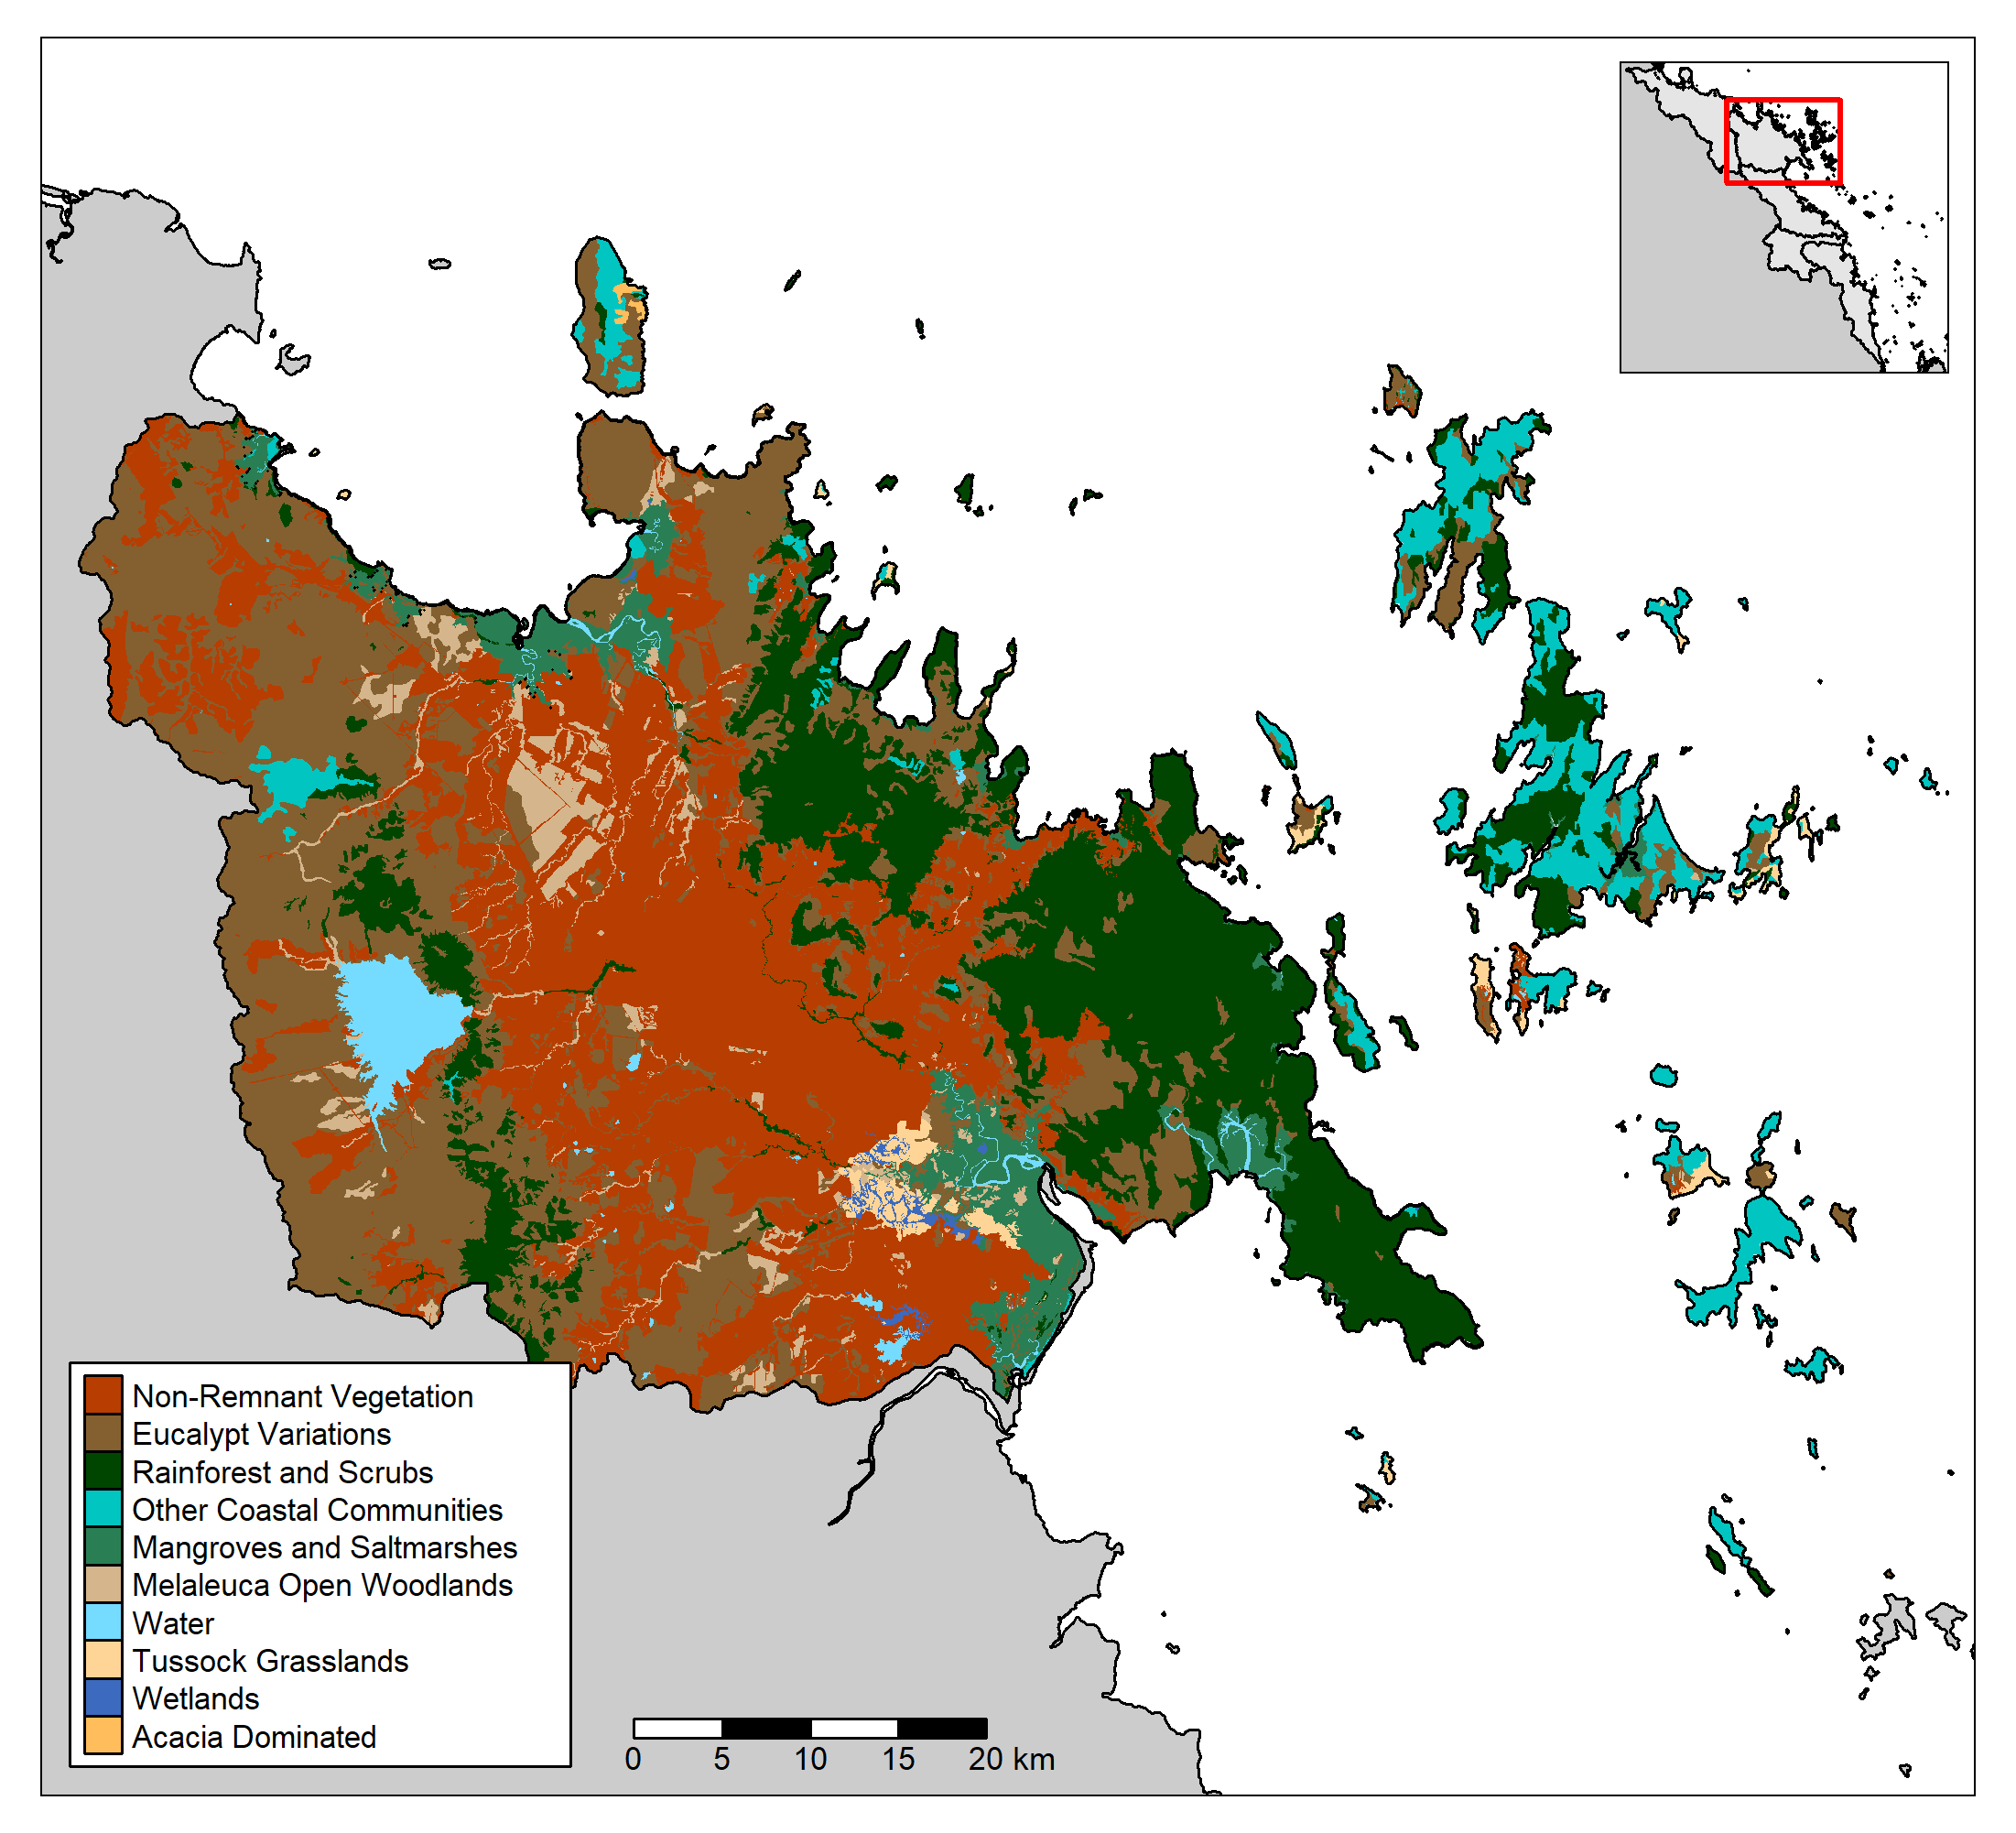 Non-Remnant Vegetation
Eucalypt Variations
Rainforest and Scrubs
Other Coastal Communities
Mangroves and Saltmarshes
Melaleuca Open Woodlands
Water
Tussock Grasslands
Wetlands
Acacia Dominated
0 5 10 15 20 km